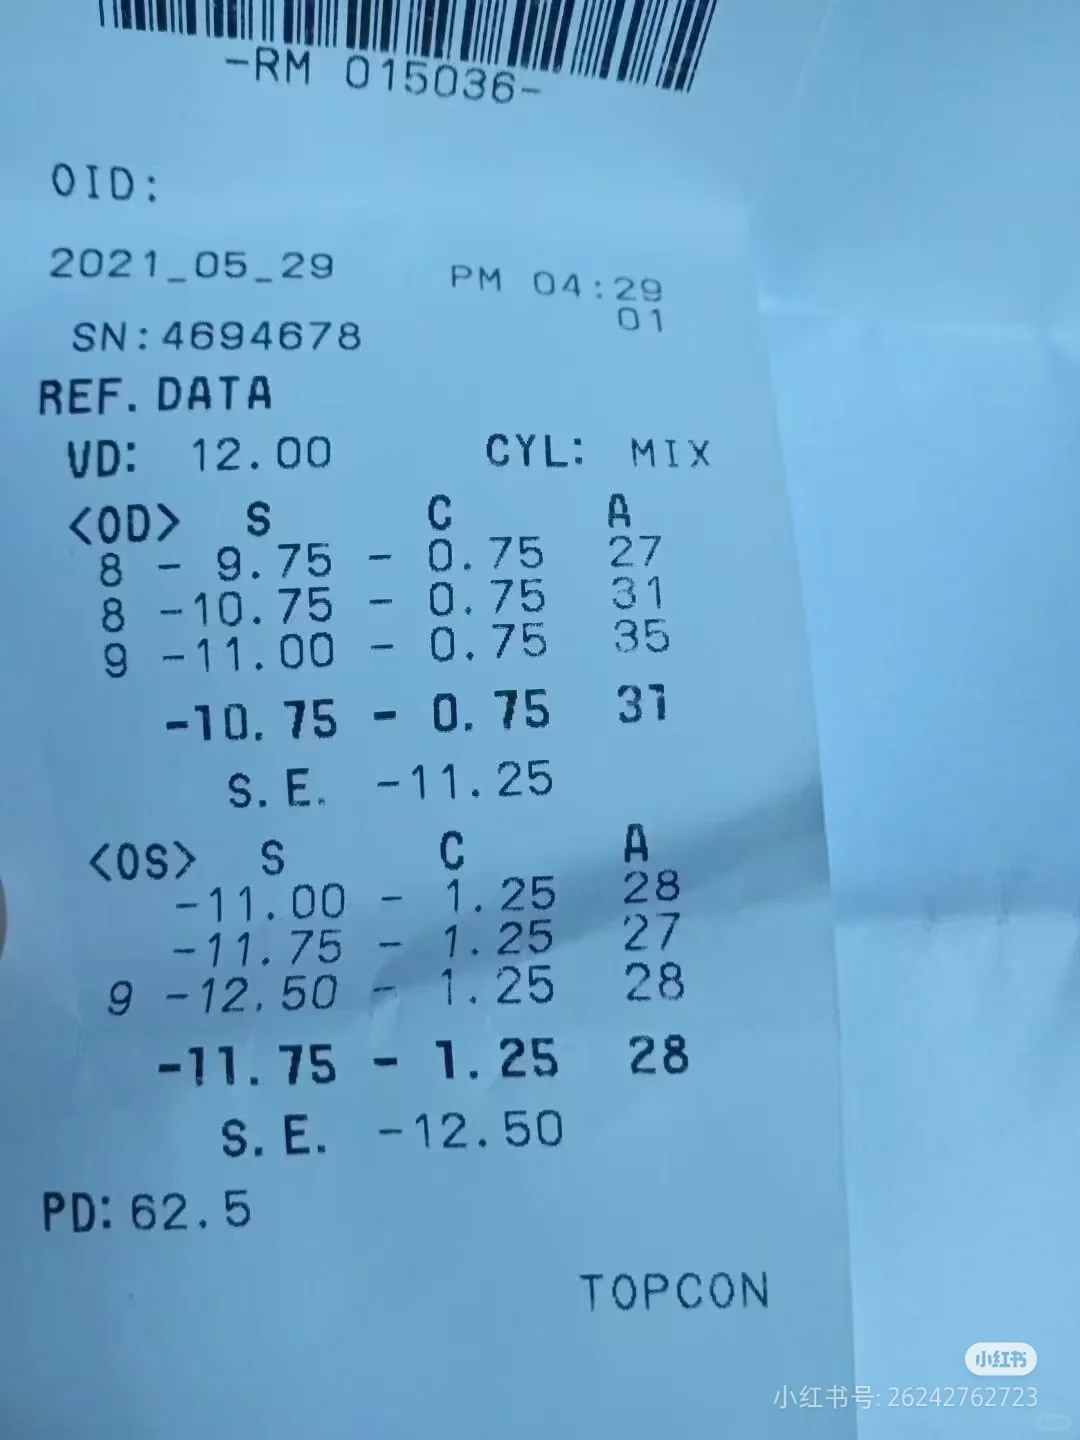 -RM 015036-
OID:
2021_05_29 PM 04:29
01
SN:4694678
REF. DATA
VD: 12.00 CYL: MIX
<OD> S C A
8 - 9.75 - 0.75 27
8 -10.75 - 0.75 31
9 -11.00 - 0.75 35
-10.75 - 0.75 31
S.E. -11.25
<OS> S C A
-11.00 - 1.25 28
-11.75 - 1.25 27
9 -12.50 - 1.25 28
-11.75 - 1.25 28
S.E. -12.50
PD: 62.5
TOPCON
小红书
小红书号: 26242762723